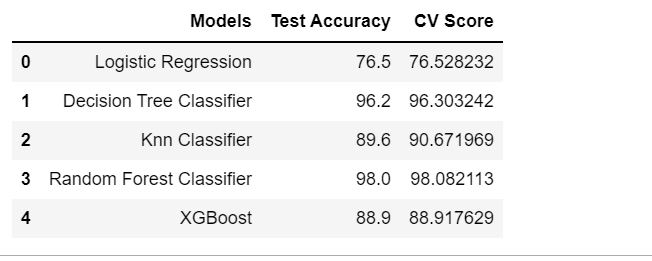 Models Test Accuracy CV Score
0 Logistic Regression 76.5 76.528232
1 Decision Tree Classifier 96.2 96.303242
2 Knn Classifier 89.6 90.671969
3 Random Forest Classifier 98.0 98.082113
4 XGBoost 88.9 88.917629